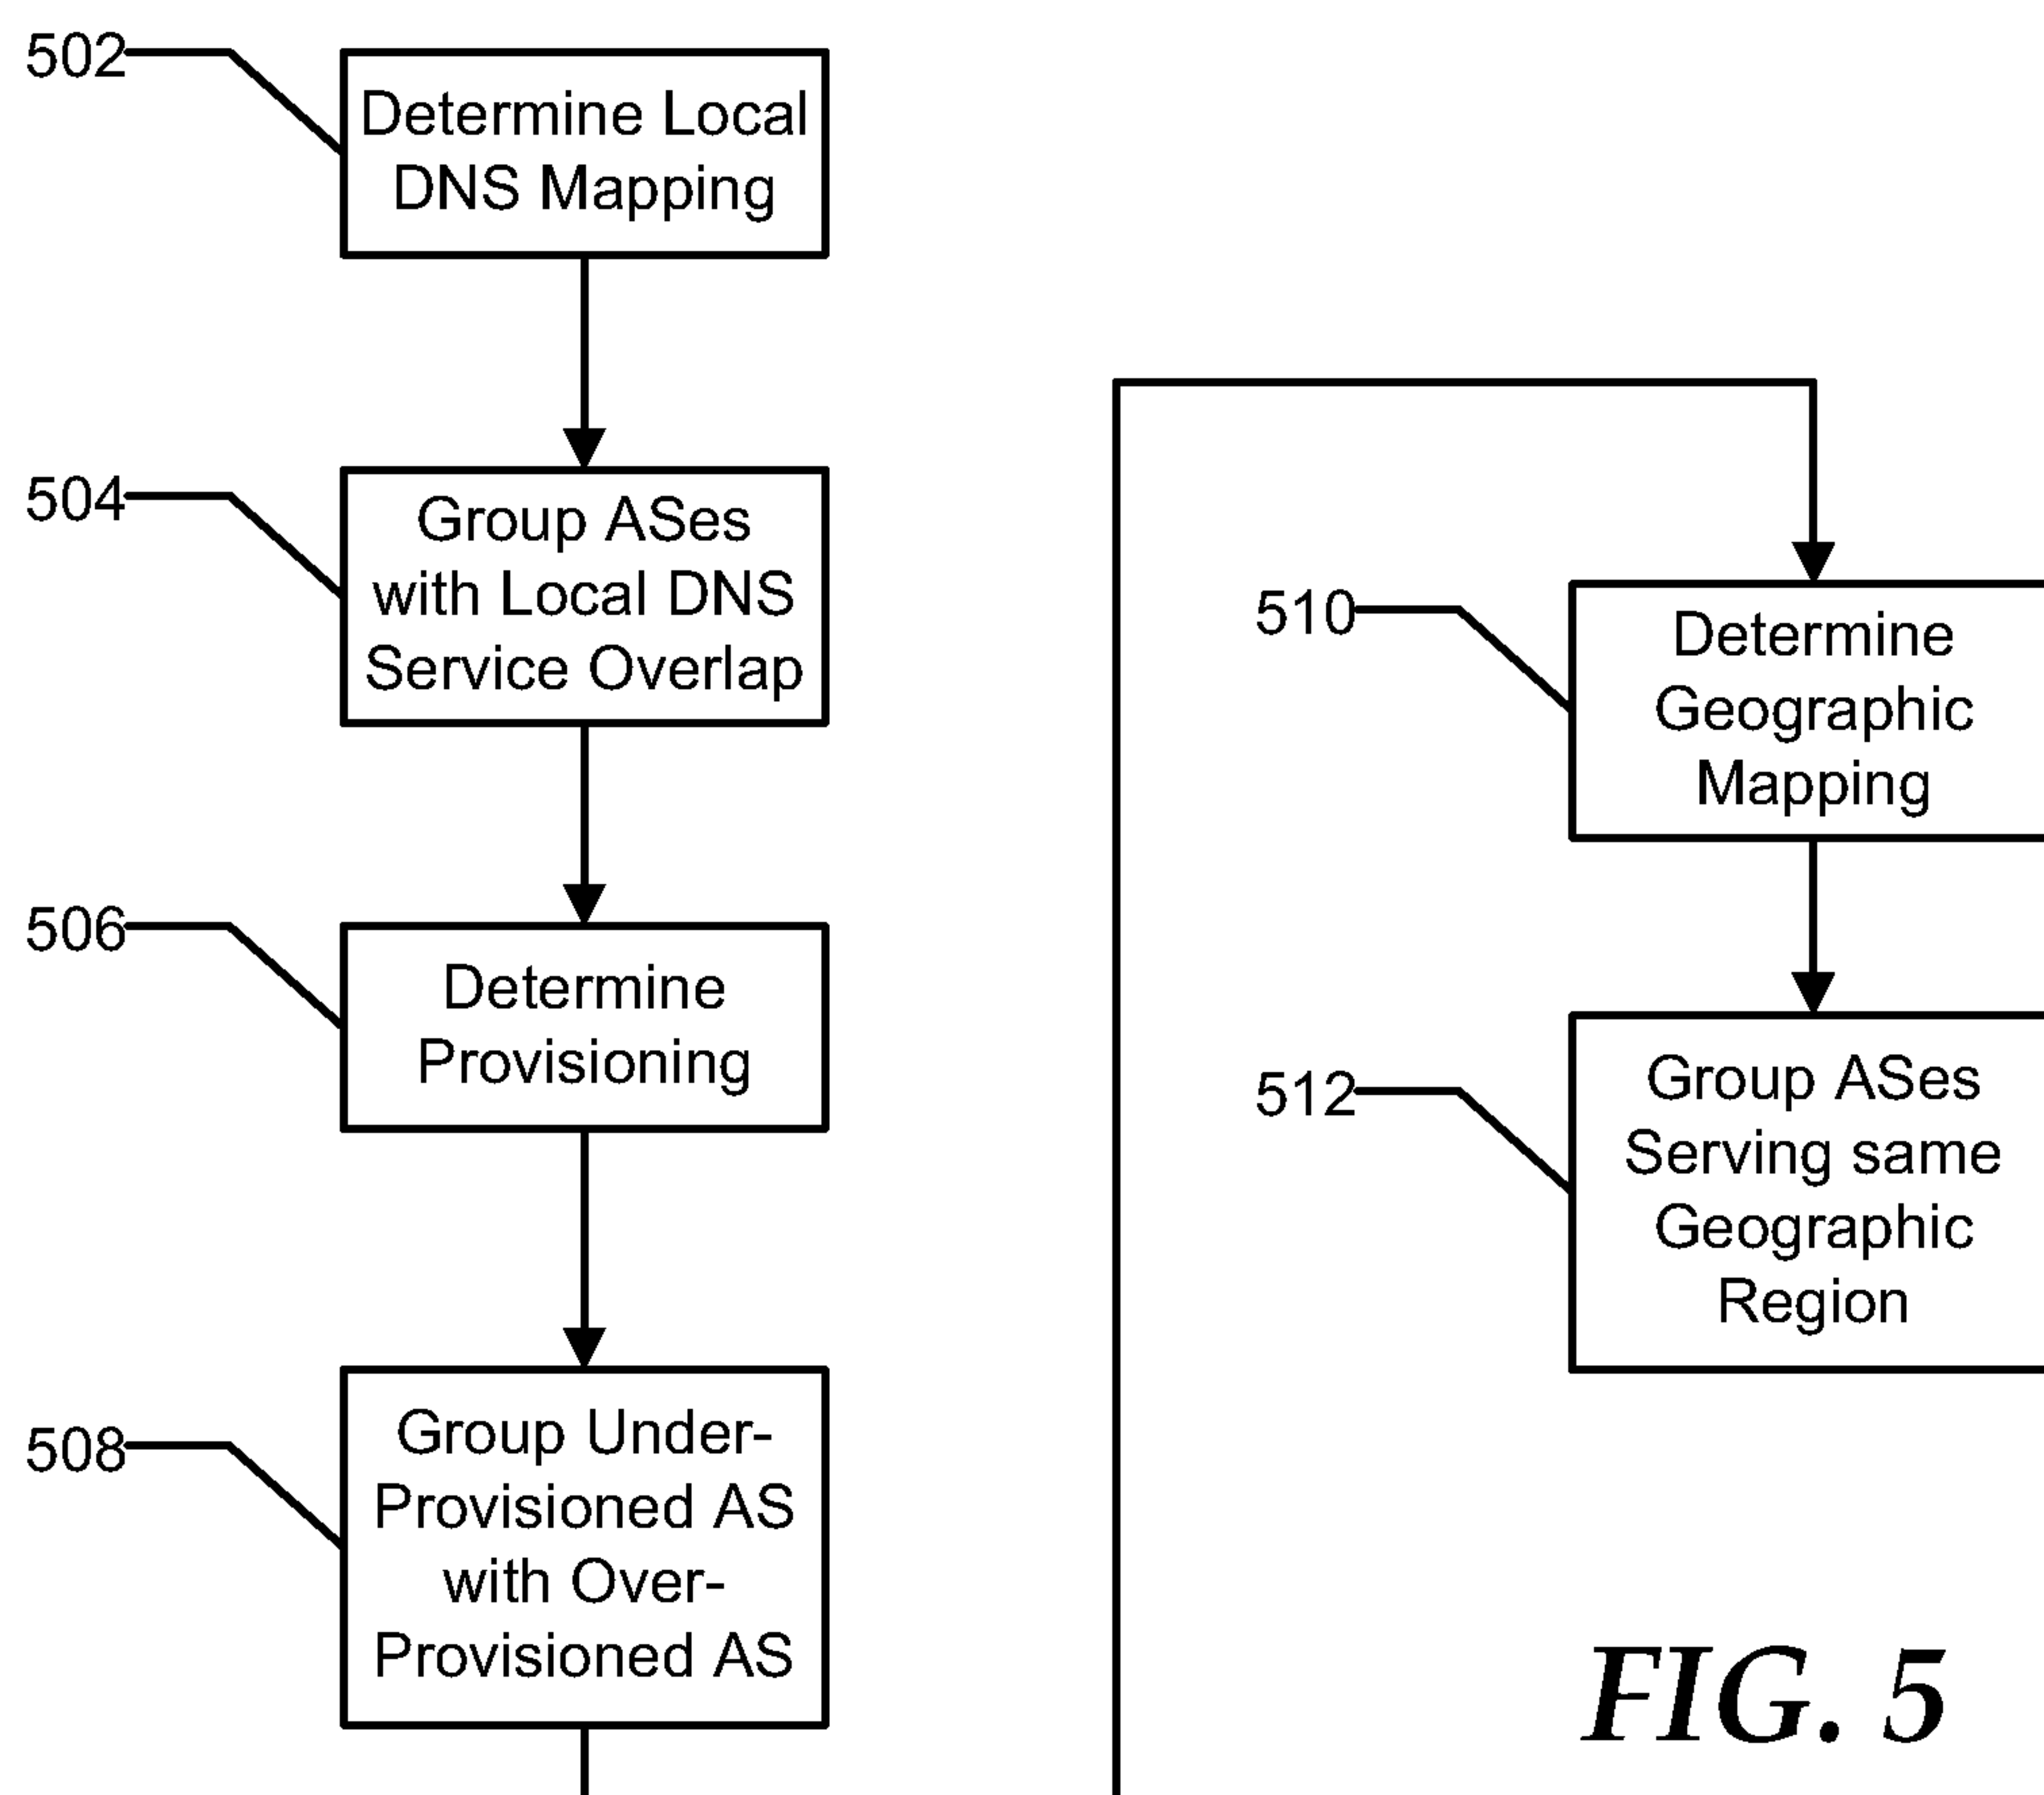 502
Determine Local
DNS Mapping
504
Group ASes
with Local DNS
Service Overlap
506
Determine
Provisioning
508
Group Under-
Provisioned AS
with Over-
Provisioned AS
510
Determine
Geographic
Mapping
512
Group ASes
Serving same
Geographic
Region
FIG. 5